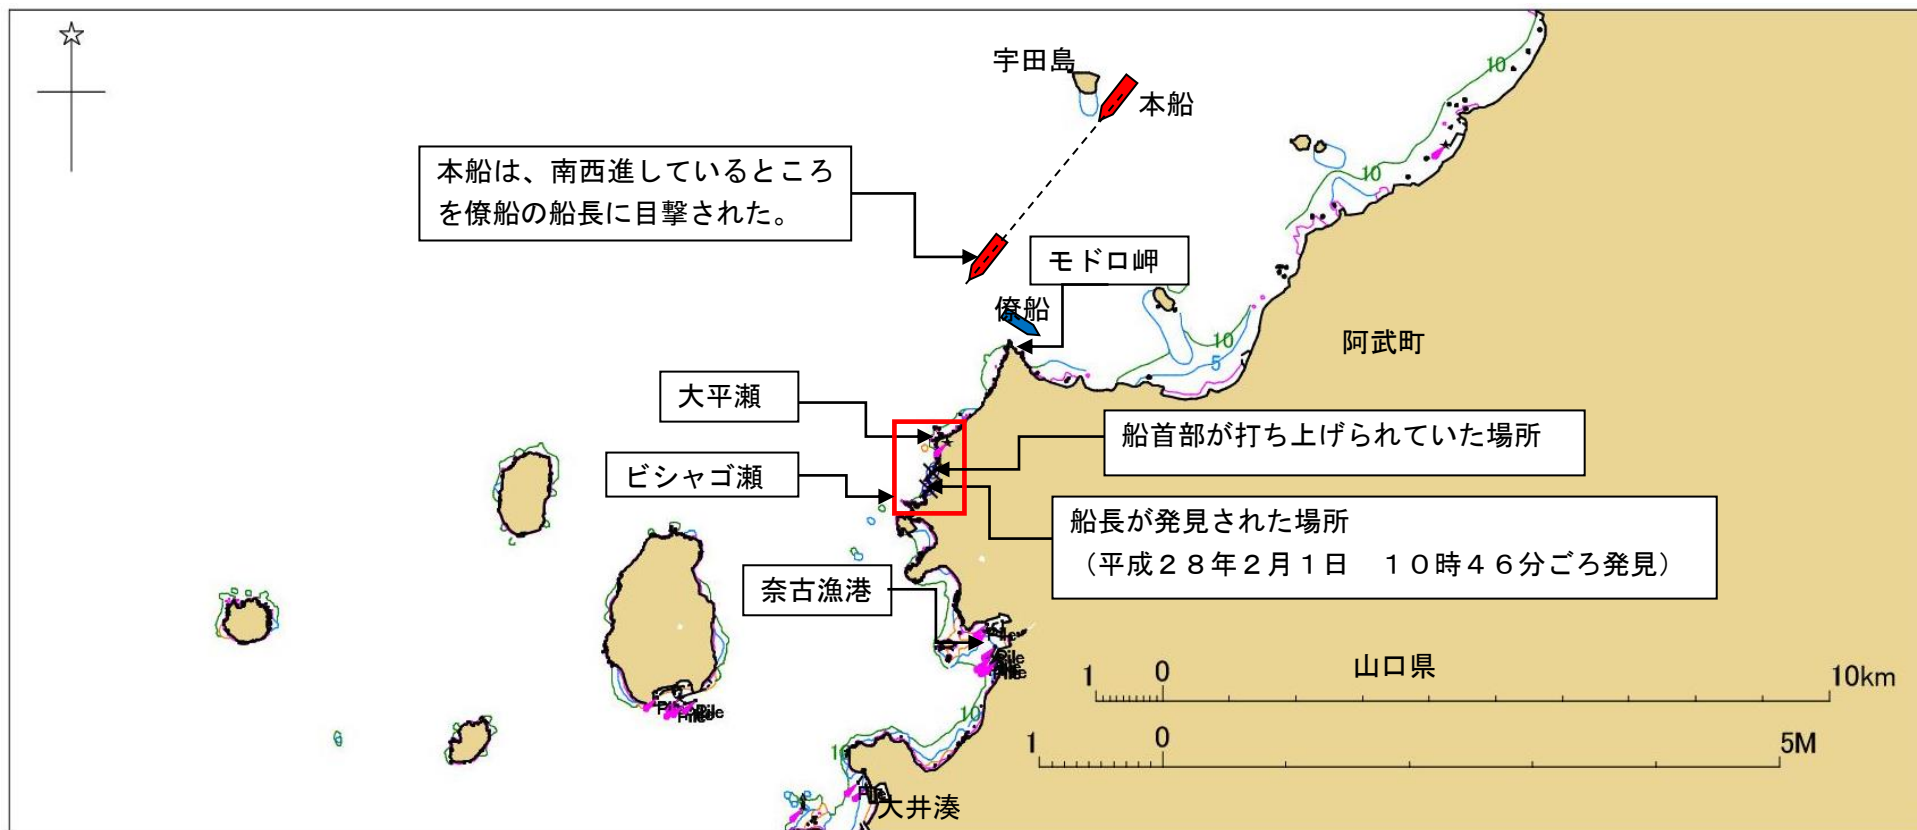 宇田島
10
本船
本船は、南西進しているところ
を僚船の船長に目撃された。
10
モドロ岬
僚船
10
5
阿武町
大平瀬
船首部が打ち上げられていた場所
ビシャゴ瀬
船長が発見された場所
（平成２８年２月１日　１０時４６分ごろ発見）
奈古漁港
Pile
Pile
山口県
1 0 10km
Pile
10
1 0 5M
10
Pile
大井湊